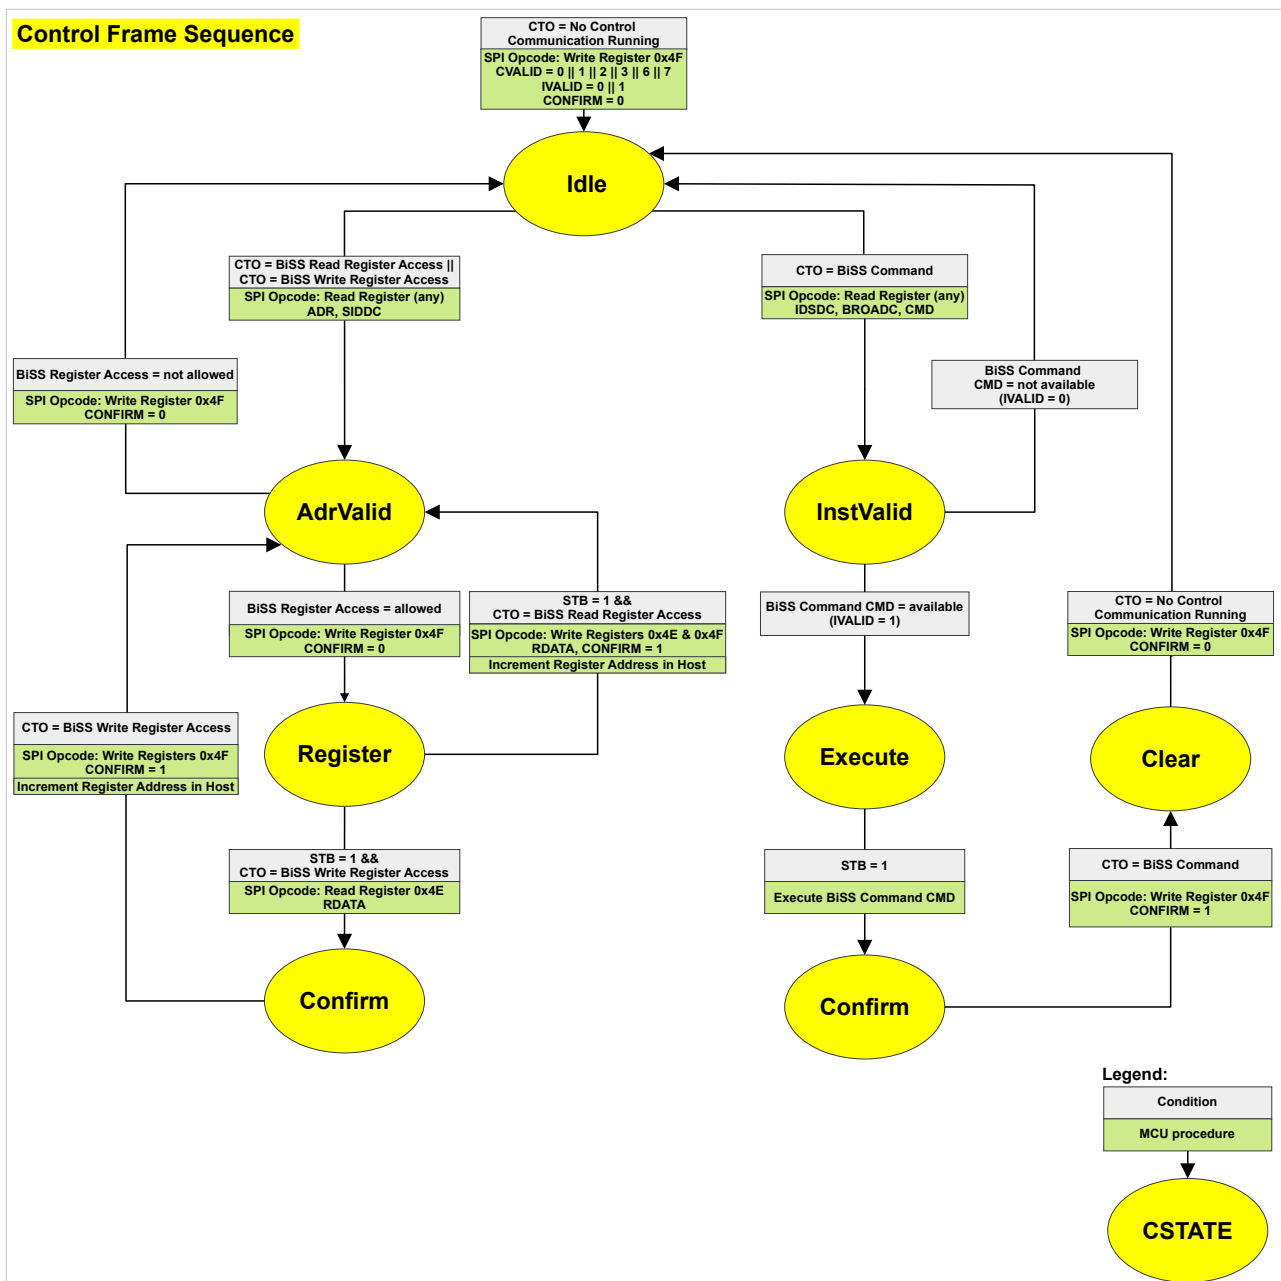 Control Frame Sequence
CTO = No Control
Communication Running
SPI Opcode: Write Register 0x4F
CVALID = 0 || 1 || 2 || 3 || 6 || 7
IVALID = 0 || 1
CONFIRM = 0
Idle
CTO = BiSS Read Register Access ||
CTO = BiSS Write Register Access
SPI Opcode: Read Register (any)
ADR, SIDDC
CTO = BiSS Command
SPI Opcode: Read Register (any)
IDSDC, BROADC, CMD
BiSS Register Access = not allowed
SPI Opcode: Write Register 0x4F
CONFIRM = 0
BiSS Command
CMD = not available
(IVALID = 0)
AdrValid
InstValid
BiSS Register Access = allowed
SPI Opcode: Write Register 0x4F
CONFIRM = 0
STB = 1 &&
CTO = BiSS Read Register Access
SPI Opcode: Write Registers 0x4E & 0x4F
RDATA, CONFIRM = 1
Increment Register Address in Host
BiSS Command CMD = available
(IVALID = 1)
CTO = No Control
Communication Running
SPI Opcode: Write Register 0x4F
CONFIRM = 0
CTO = BiSS Write Register Access
SPI Opcode: Write Registers 0x4F
CONFIRM = 1
Increment Register Address in Host
Register
Execute
Clear
STB = 1 &&
CTO = BiSS Write Register Access
SPI Opcode: Read Register 0x4E
RDATA
STB = 1
Execute BiSS Command CMD
CTO = BiSS Command
SPI Opcode: Write Register 0x4F
CONFIRM = 1
Confirm
Confirm
Legend:
Condition
MCU procedure
CSTATE